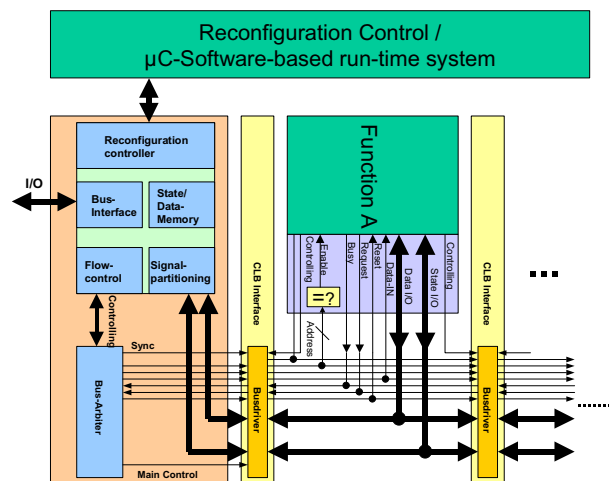 Reconfiguration Control /
µC-Software-based run-time system
Reconfiguration
controller
I/O
Bus-
Interface
State/
Data-
Memory
Flow-
control
Signal-
partitioning
Controlling
Sync
Bus-Arbiter
Main Control
CLB Interface
Busdriver
Function A
Controlling
Enable
=?
Address
Busy
Request
Reset
Data-IN
Data I/O
State I/O
Controlling
CLB Interface
Busdriver